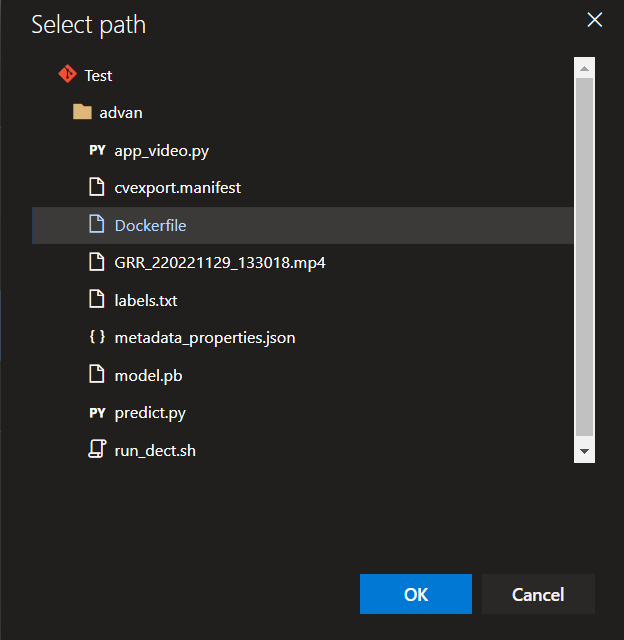 Select path
Test
advan
PY app_video.py
cvexport.manifest
Dockerfile
GRR_220221129_133018.mp4
labels.txt
{ } metadata_properties.json
model.pb
PY predict.py
run_dect.sh
OK Cancel